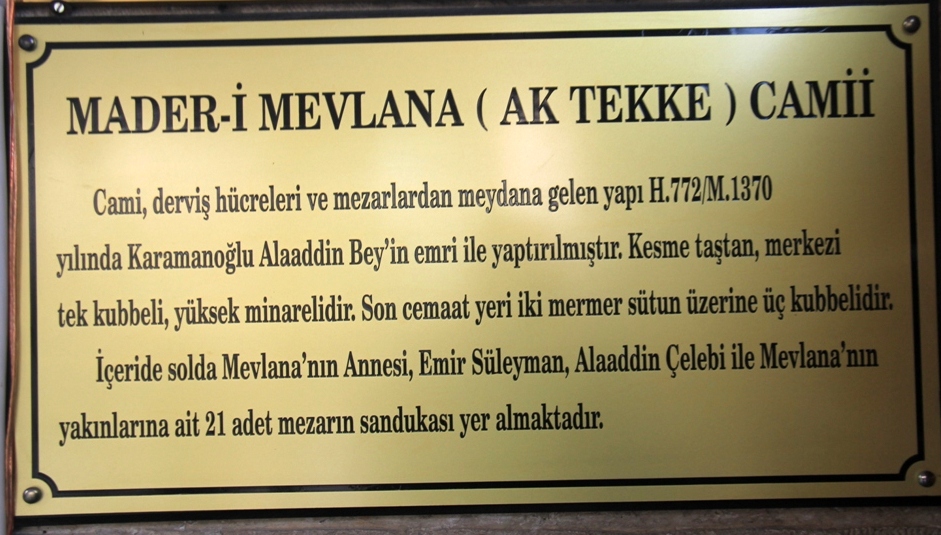 MADER-İ MEVLANA ( AK TEKKE ) CAMİİ
Cami, derviş hücreleri ve mezarlardan meydana gelen yapı H.772/M.1370
yılında Karamanoğlu Alaaddin Bey'in emri ile yaptırılmıştır. Kesme taştan, merkezi
tek kubbeli, yüksek minarelidir. Son cemaat yeri iki mermer sütun üzerine üç kubbelidir.
İçeride solda Mevlana'nın Annesi, Emir Süleyman, Alaaddin Çelebi ile Mevlana'nın
yakınlarına ait 21 adet mezarın sandukası yer almaktadır.